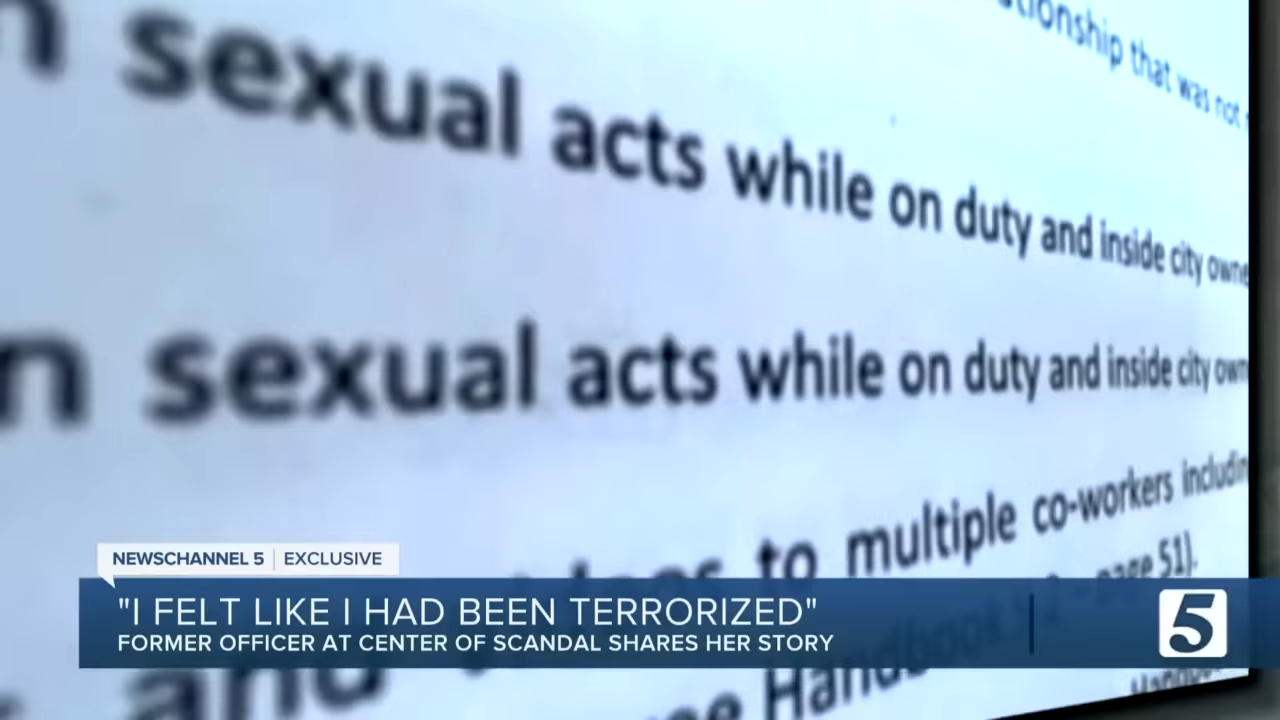 tionship that was not
n sexual acts while on duty and inside city owne
n sexual acts while on duty and inside city own
to multiple co-workers includin
page 51).
and
Handbook
NEWSCHANNEL 5 | EXCLUSIVE
"I FELT LIKE I HAD BEEN TERRORIZED"
FORMER OFFICER AT CENTER OF SCANDAL SHARES HER STORY
5